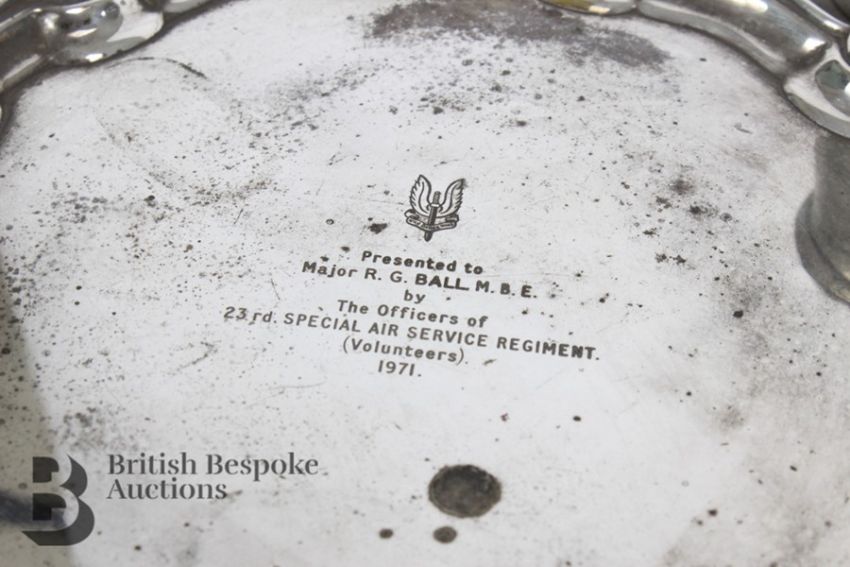 Presented to
Major R. G. BALL M. B. E.
by
The Officers of
23rd. SPECIAL AIR SERVICE REGIMENT.
(Volunteers).
1971.
B
British Bespoke
Auctions